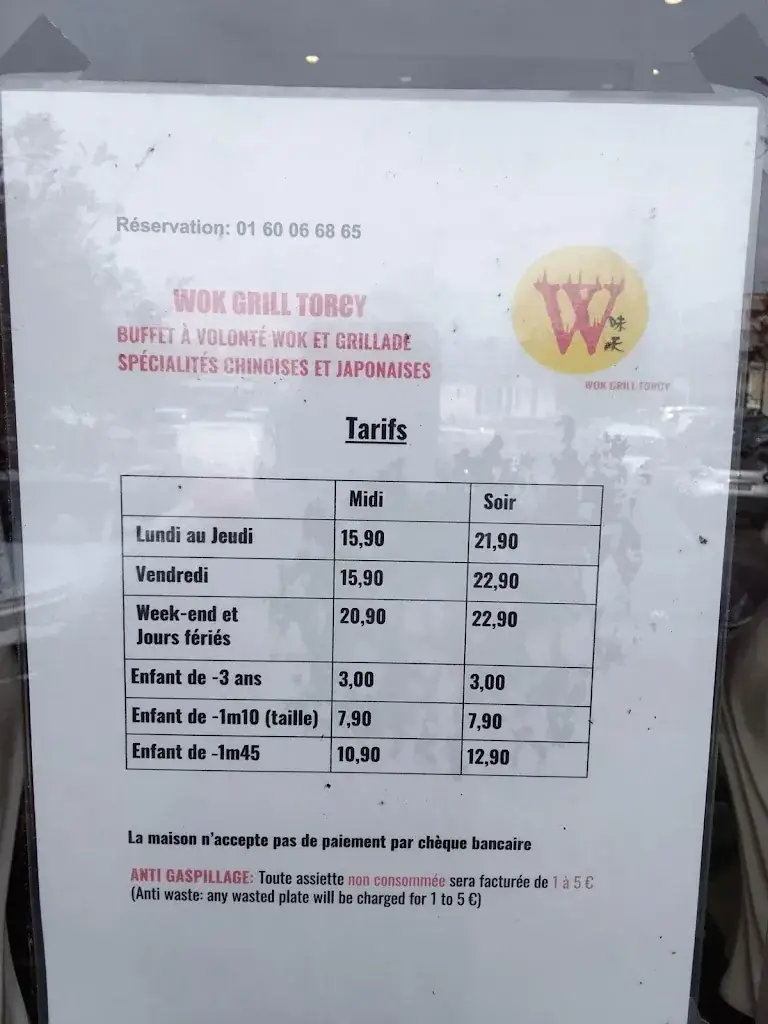 Réservation: 01 60 06 68 65
WOK GRILL TORCY
BUFFET À VOLONTÉ WOK ET GRILLADE
SPÉCIALITÉS CHINOISES ET JAPONAISES
W
WOK GRILL TORCY
Tarifs
Midi Soir
Lundi au Jeudi 15,90 21,90
Vendredi 15,90 22,90
Week-end et 20,90 22,90
Jours fériés
Enfant de -3 ans 3,00 3,00
Enfant de -1m10 (taille) 7,90 7,90
Enfant de -1m45 10,90 12,90
La maison n'accepte pas de paiement par chèque bancaire
ANTI GASPILLAGE: Toute assiette non consommée sera facturée de 1 à 5 €
(Anti waste: any wasted plate will be charged for 1 to 5 €)